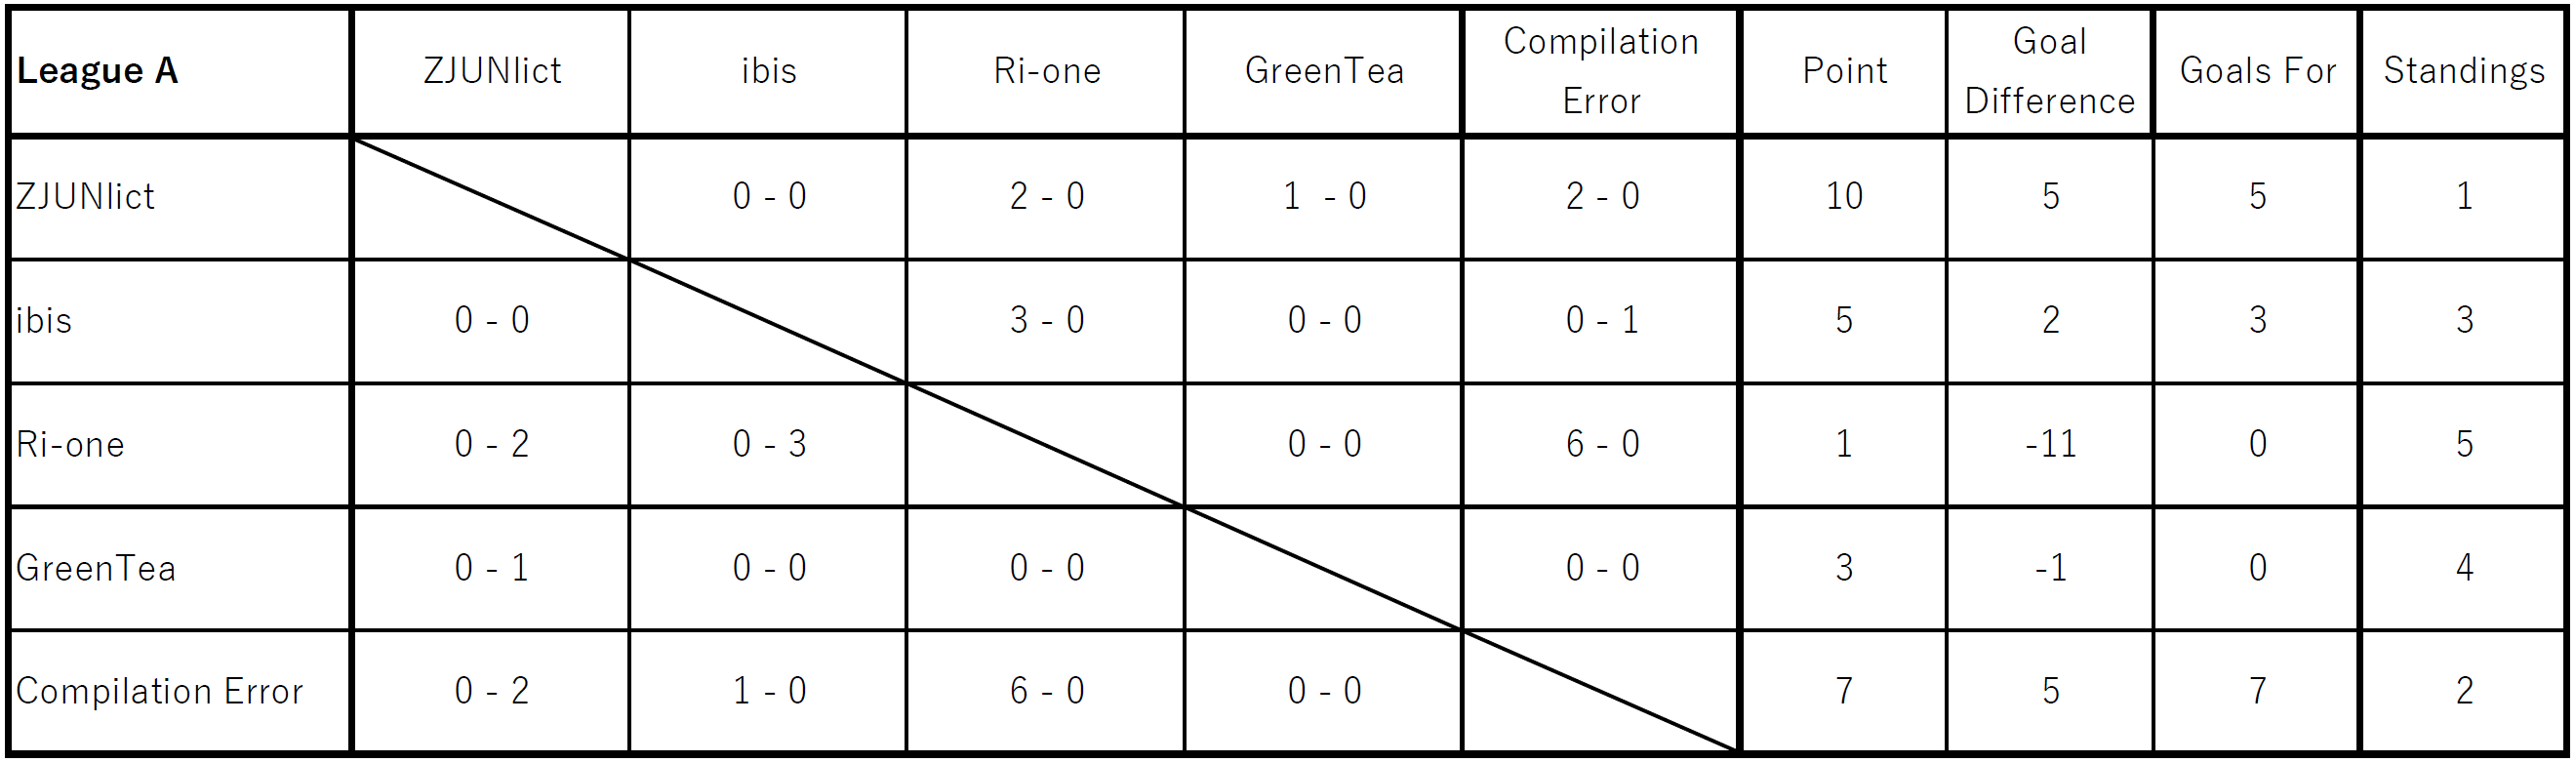 League A ZJUNlict ibis Ri-one GreenTea Compilation Error Point Goal Difference Goals For Standings
ZJUNlict 0 - 0 2 - 0 1 - 0 2 - 0 10 5 5 1
ibis 0 - 0 3 - 0 0 - 0 0 - 1 5 2 3 3
Ri-one 0 - 2 0 - 3 0 - 0 6 - 0 1 -11 0 5
GreenTea 0 - 1 0 - 0 0 - 0 0 - 0 3 -1 0 4
Compilation Error 0 - 2 1 - 0 6 - 0 0 - 0 7 5 7 2